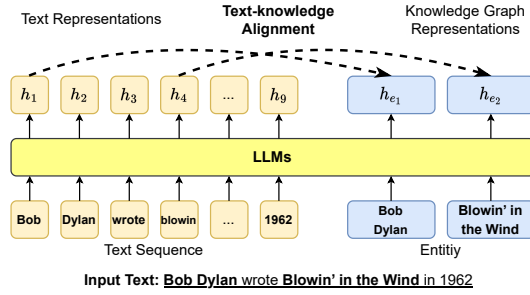 Text Representations
Text-knowledge
Alignment
Knowledge Graph
Representations
h1 h2 h3 h4 ... h9 he1 he2
LLMs
Bob Dylan wrote blowin ... 1962
Bob
Dylan
Blowin' in
the Wind
Text Sequence
Entitiy
Input Text: Bob Dylan wrote Blowin' in the Wind in 1962